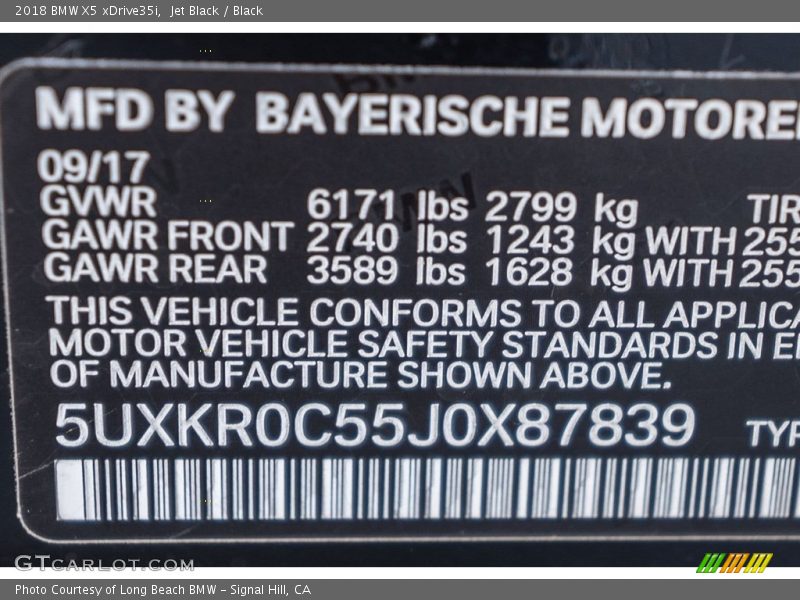 2018 BMW X5 xDrive35i, Jet Black / Black
MFD BY BAYERISCHE
09/17
GVWR 6171 lbs 2799 kg
GAWR FRONT 2740 lbs 1243 kg WITH 255
GAWR REAR 3589 lbs 1628 kg WITH 255
THIS VEHICLE CONFORMS TO ALL
MOTOR VEHICLE SAFETY STANDARDS IN
OF MANUFACTURE SHOWN ABOVE.
5UXKR0C55J0X87839
GTCARLOT.COM
Photo Courtesy of Long Beach BMW - Signal Hill, CA